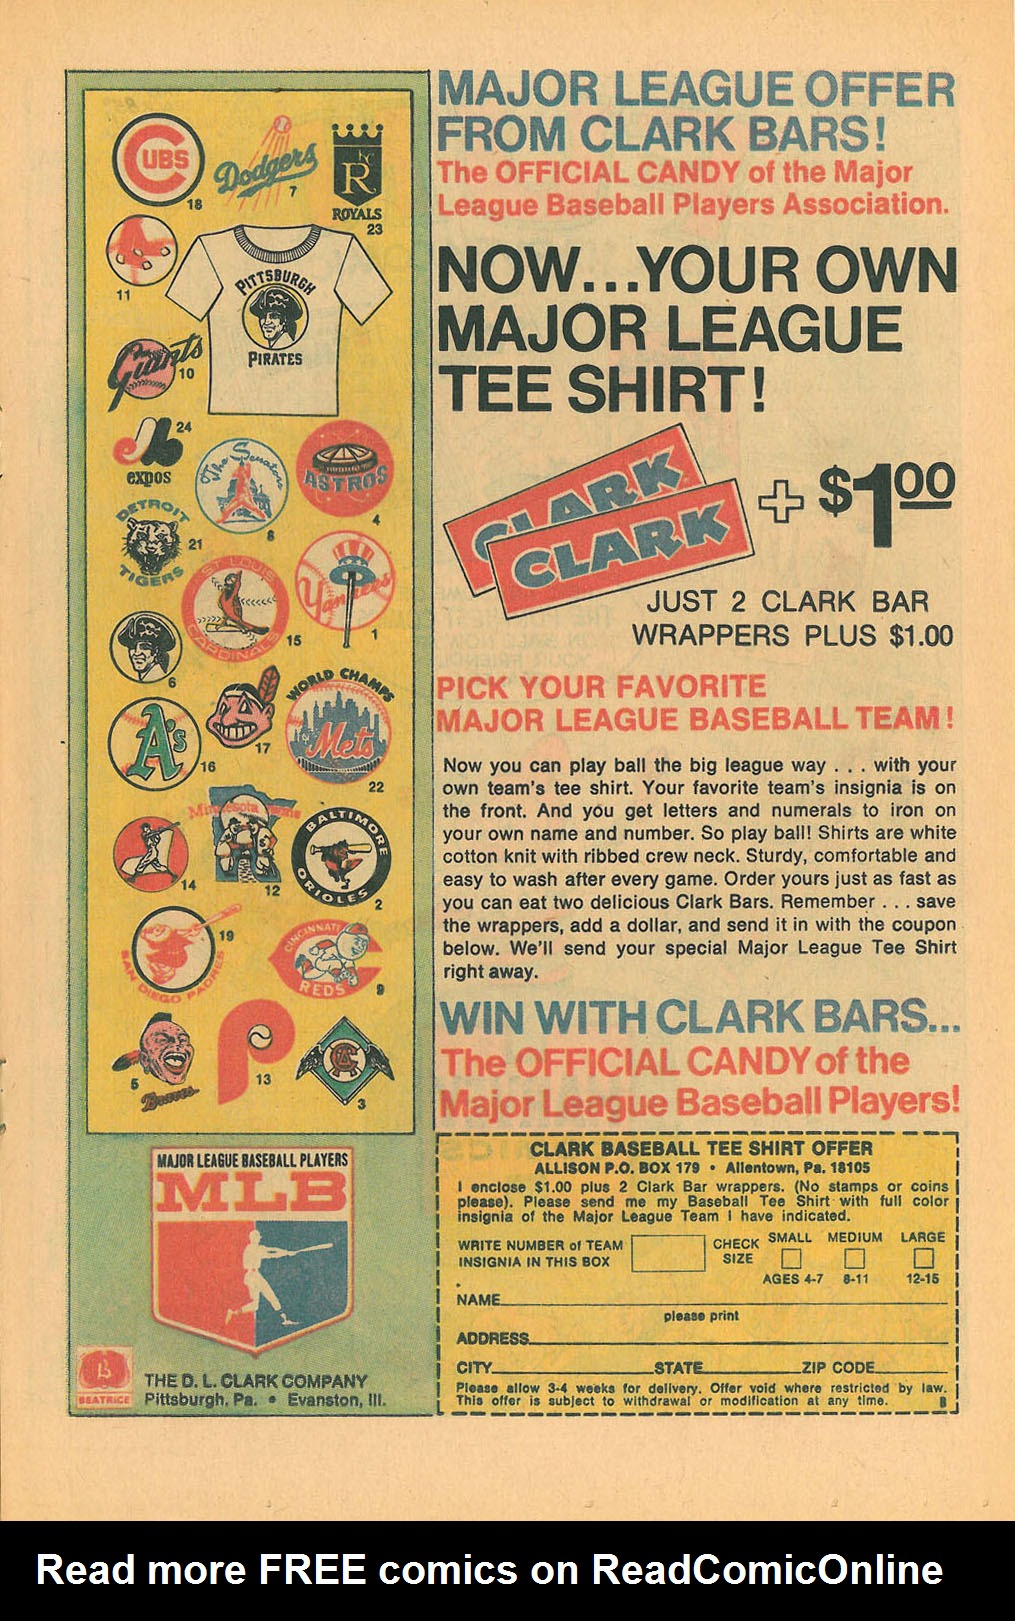 MAJOR LEAGUE OFFER
FROM CLARK BARS!
The OFFICIAL CANDY of the Major
League Baseball Players Association.
NOW...YOUR OWN
MAJOR LEAGUE
TEE SHIRT!
CLARK
CLARK
+ $1.00
JUST 2 CLARK BAR
WRAPPERS PLUS $1.00
PICK YOUR FAVORITE
MAJOR LEAGUE BASEBALL TEAM!
Now you can play ball the big league way . . . with your
own team's tee shirt. Your favorite team's insignia is on
the front. And you get letters and numerals to iron on
your own name and number. So play ball! Shirts are white
cotton knit with ribbed crew neck. Sturdy, comfortable and
easy to wash after every game. Order yours just as fast as
you can eat two delicious Clark Bars. Remember . . . save
the wrappers, add a dollar, and send it in with the coupon
below. We'll send your special Major League Tee Shirt
right away.
WIN WITH CLARK BARS...
The OFFICIAL CANDY of the
Major League Baseball Players!
CUBS
18
Dodgers
7
KC
R
ROYALS
23
11
PITTSBURGH
PIRATES
The Giants
10
24
expos
The Senators
8
ASTROS
4
DETROIT
TIGERS
21
ST. LOUIS
CARDINALS
15
Yankees
1
6
A's
16
17
WORLD CHAMPS
Mets
22
14
Minnesota Twins
12
BALTIMORE
ORIOLES
2
19
SAN DIEGO PADRES
CINCINNATI
REDS
9
5
Braves
13
CA
3
MAJOR LEAGUE BASEBALL PLAYERS
MLB
B
BEATRICE
THE D. L. CLARK COMPANY
Pittsburgh, Pa. • Evanston, Ill.
CLARK BASEBALL TEE SHIRT OFFER
ALLISON P.O. BOX 179 • Allentown, Pa. 18105
I enclose $1.00 plus 2 Clark Bar wrappers. (No stamps or coins
please). Please send me my Baseball Tee Shirt with full color
insignia of the Major League Team I have indicated.
WRITE NUMBER of TEAM
INSIGNIA IN THIS BOX
CHECK
SIZE
SMALL MEDIUM LARGE
AGES 4-7 8-11 12-15
NAME
please print
ADDRESS
CITY STATE ZIP CODE
Please allow 3-4 weeks for delivery. Offer void where restricted by law.
This offer is subject to withdrawal or modification at any time. B
Read more FREE comics on ReadComicOnline